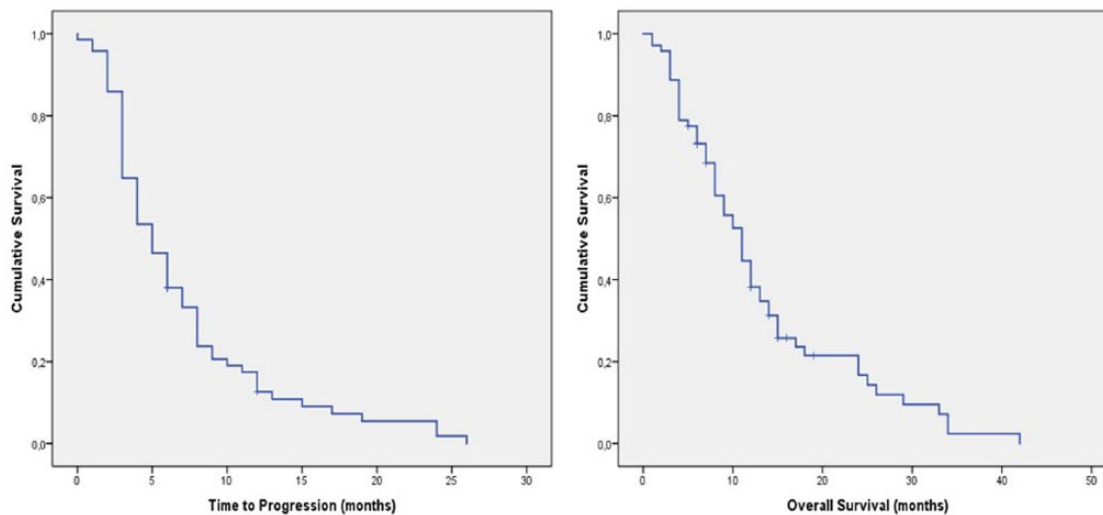 Cumulative Survival
1,0
0,8
0,6
0,4
0,2
0,0
0 5 10 15 20 25 30
Time to Progression (months)
Cumulative Survival
1,0
0,8
0,6
0,4
0,2
0,0
0 10 20 30 40 50
Overall Survival (months)